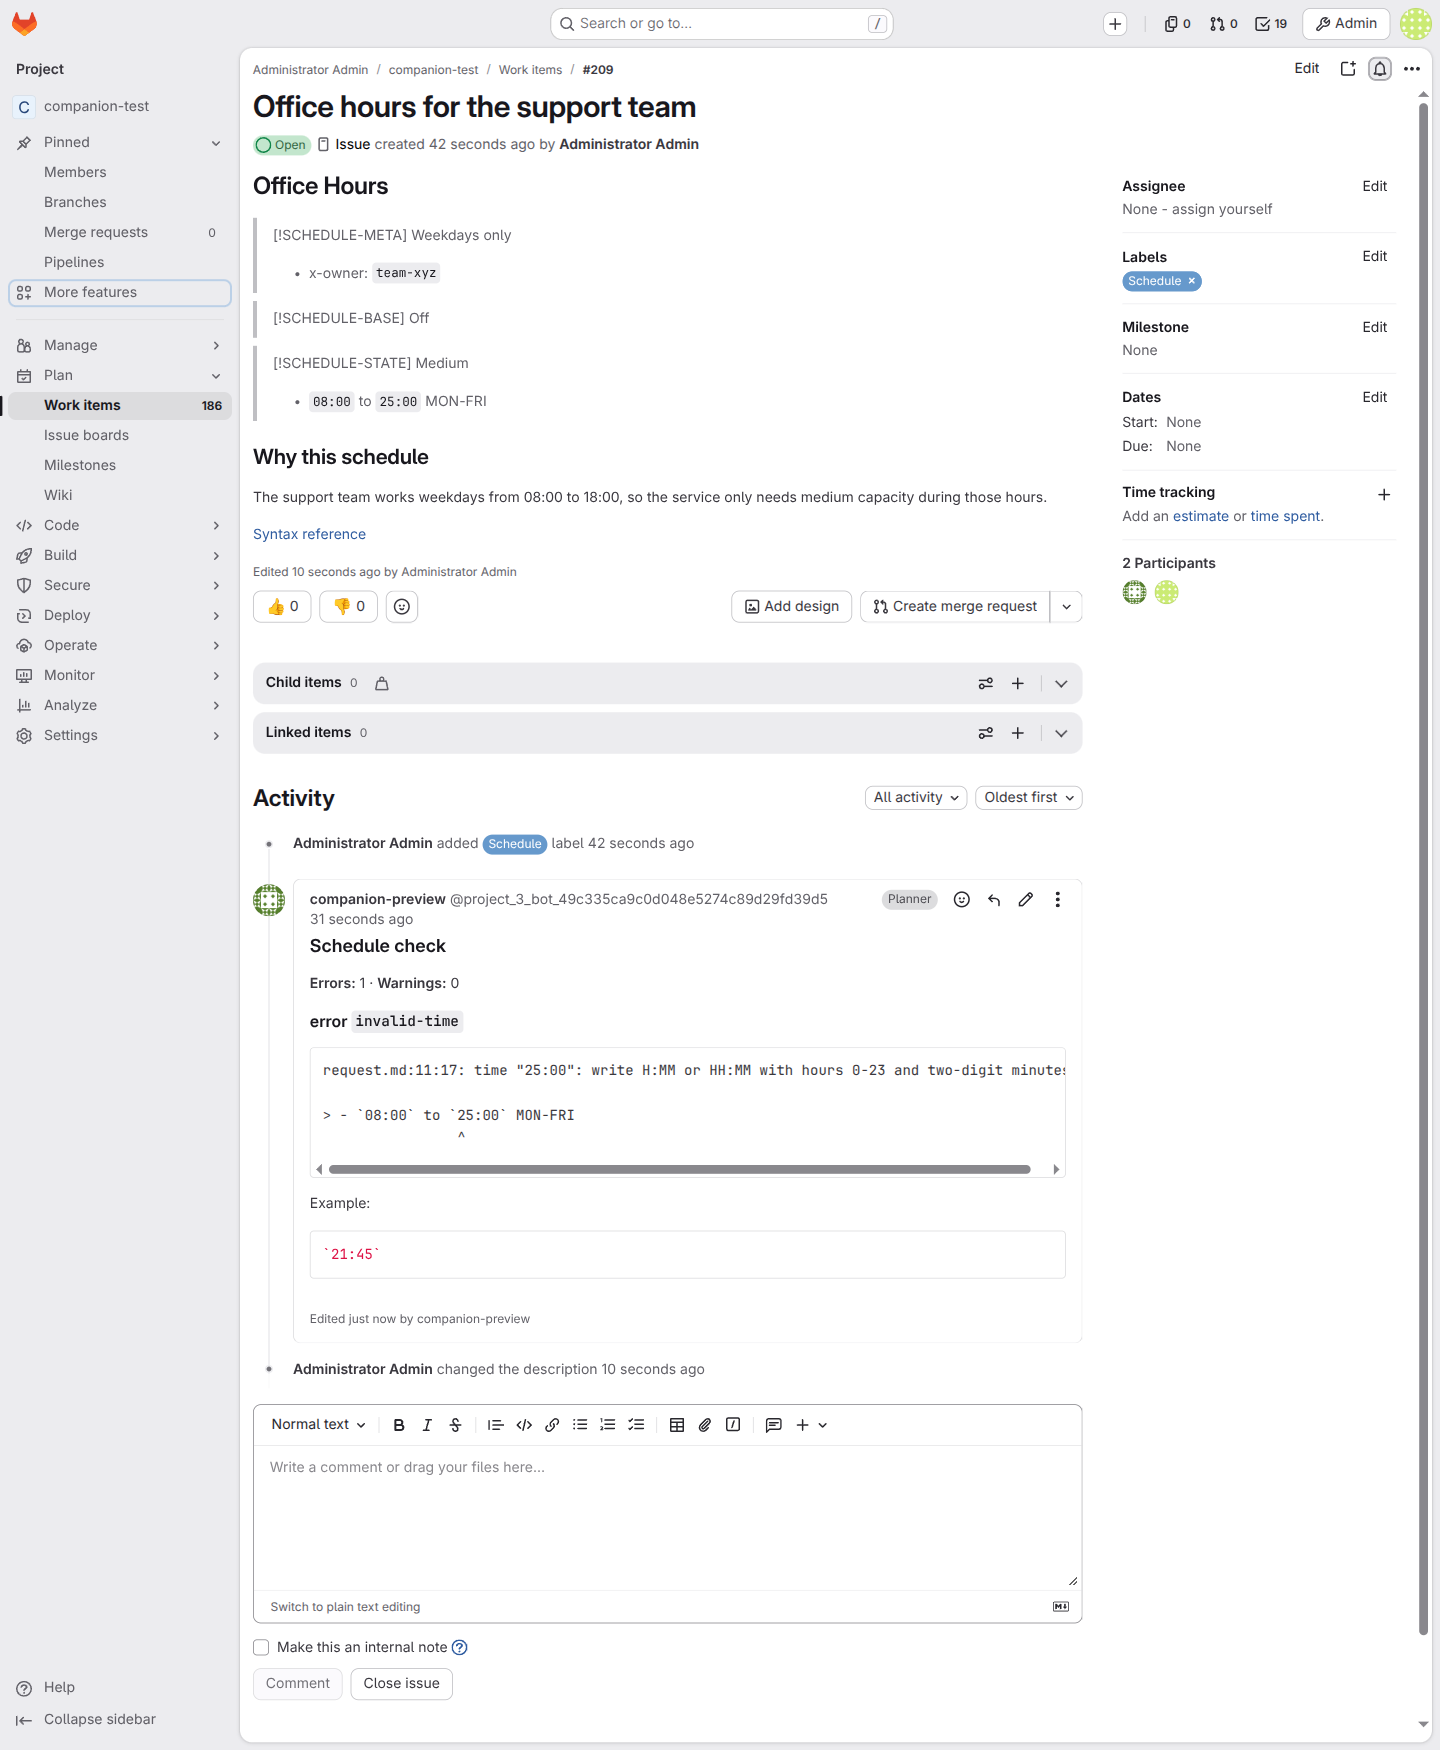 Search or go to...
/
0
0
19
Admin
Project
C companion-test
Pinned
Members
Branches
Merge requests 0
Pipelines
More features
Manage
Plan
Work items 186
Issue boards
Milestones
Wiki
Code
Build
Secure
Deploy
Operate
Monitor
Analyze
Settings
Help
Collapse sidebar
Administrator Admin / companion-test / Work items / #209
Edit
Office hours for the support team
Open Issue created 42 seconds ago by Administrator Admin
Office Hours
[!SCHEDULE-META] Weekdays only
• x-owner: team-xyz
[!SCHEDULE-BASE] Off
[!SCHEDULE-STATE] Medium
• 08:00 to 25:00 MON-FRI
Why this schedule
The support team works weekdays from 08:00 to 18:00, so the service only needs medium capacity during those hours.
Syntax reference
Edited 10 seconds ago by Administrator Admin
👍 0 👎 0
Add design
Create merge request
Assignee Edit
None - assign yourself
Labels Edit
Schedule ×
Milestone Edit
None
Dates Edit
Start: None
Due: None
Time tracking +
Add an estimate or time spent.
2 Participants
Child items 0
Linked items 0
Activity
All activity
Oldest first
Administrator Admin added Schedule label 42 seconds ago
companion-preview @project_3_bot_49c335ca9c0d048e5274c89d29fd39d5
Planner
31 seconds ago
Schedule check
Errors: 1 · Warnings: 0
error invalid-time
request.md:11:17: time "25:00": write H:MM or HH:MM with hours 0-23 and two-digit minutes
> - `08:00` to `25:00` MON-FRI
^
Example:
`21:45`
Edited just now by companion-preview
Administrator Admin changed the description 10 seconds ago
Normal text
Write a comment or drag your files here...
Switch to plain text editing
Make this an internal note
Comment
Close issue